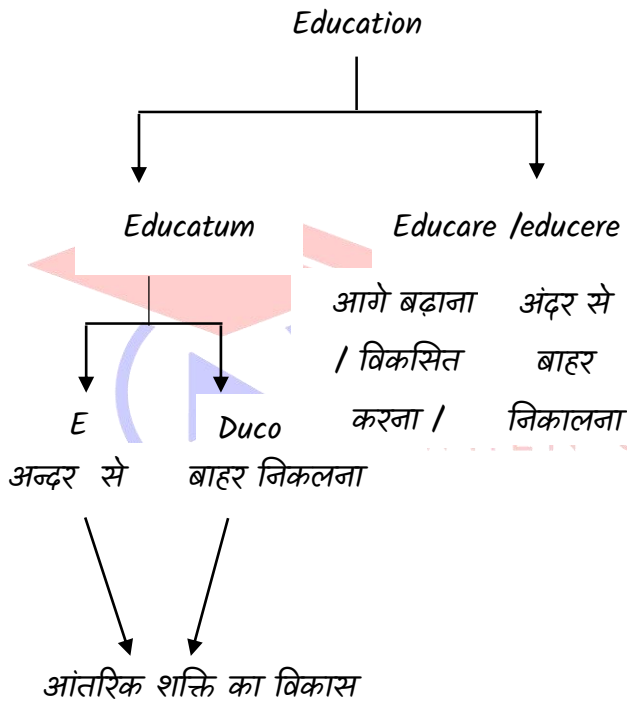 Education
Educatum Educare /educere
आगे बढ़ाना अंदर से
/ विकसित बाहर
करना / निकालना
E Duco
अन्दर से बाहर निकलना
आंतरिक शक्ति का विकास